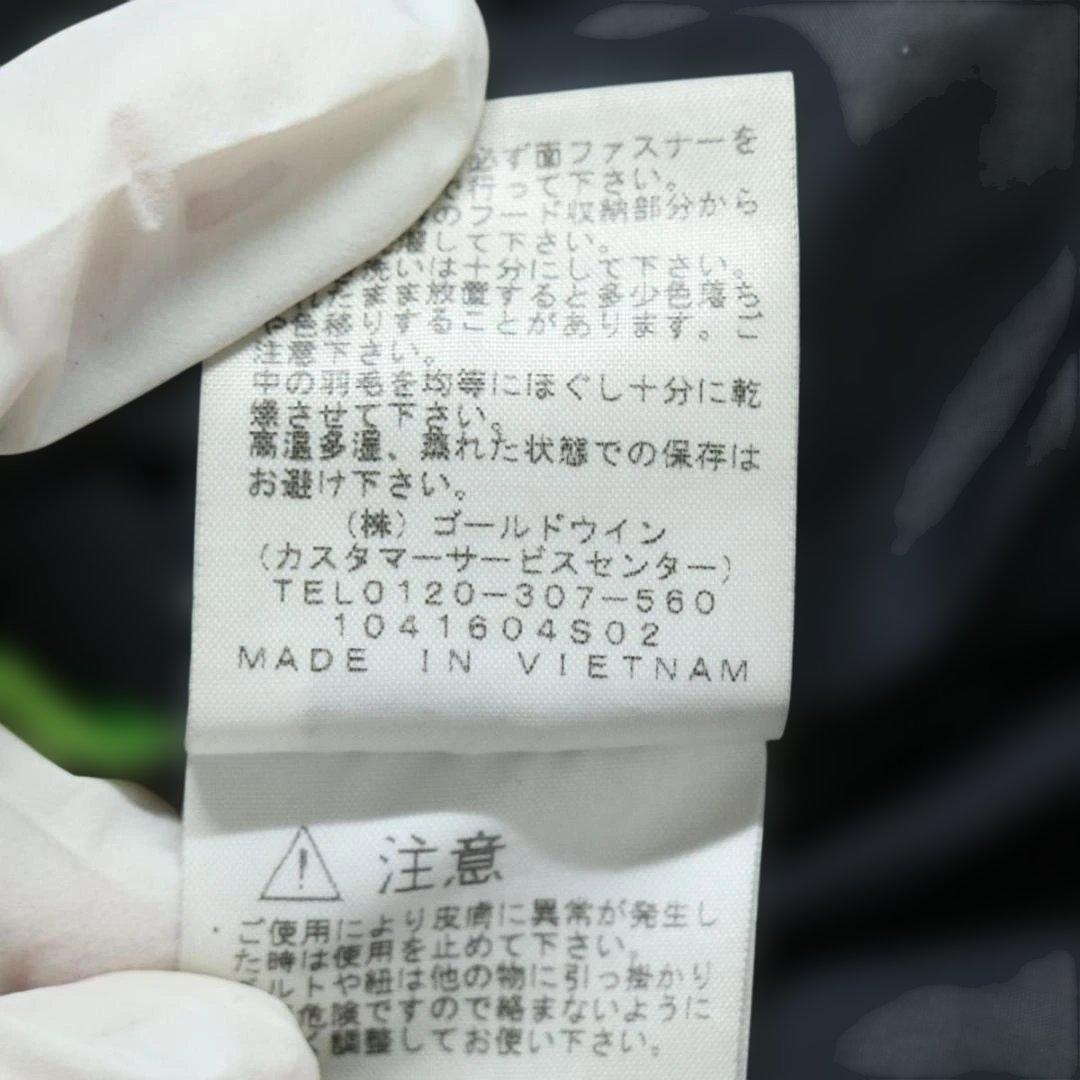 必ず面ファスナーを
行って下さい。
のフード収納部分から
して下さい。
洗いは十分にして下さい。
たまま放置すると多少色落ち
や色移りすることがあります。ご
注意下さい。
中の羽毛を均等にほぐし十分に乾
燥させて下さい。
高温多湿、蒸れた状態での保存は
お避け下さい。
(株)ゴールドウイン
(カスタマーサービスセンター)
TEL0120-307-560
1041604S02
MADE IN VIETNAM
注意
ご使用により皮膚に異常が発生し
た時は使用を止めて下さい。
ルトや紐は他の物に引っ掛かり
危険ですので絡まないように
調整してお使い下さい。